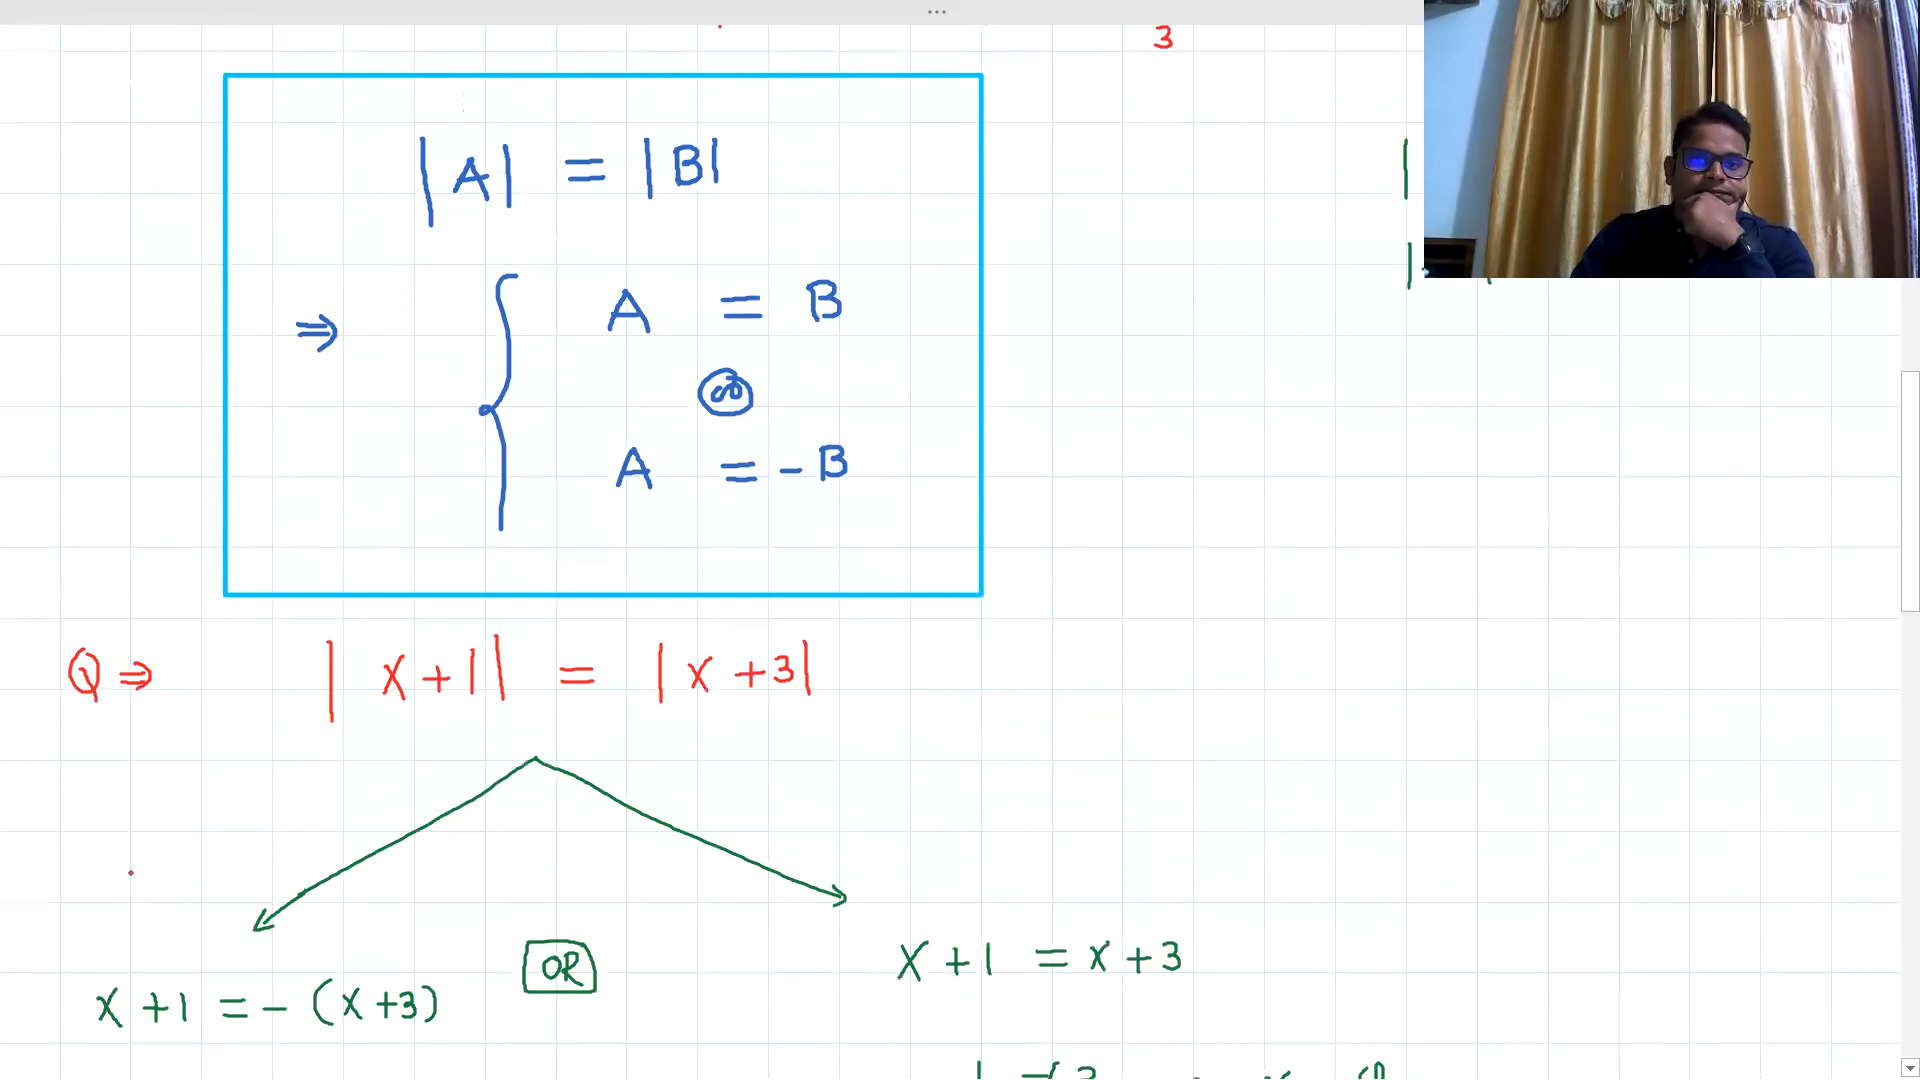 3
|A| = |B|
⇒ { A = B
or
A = -B
Q ⇒ |x+1| = |x+3|
x+1 = x+3
OR
x+1 = -(x+3)